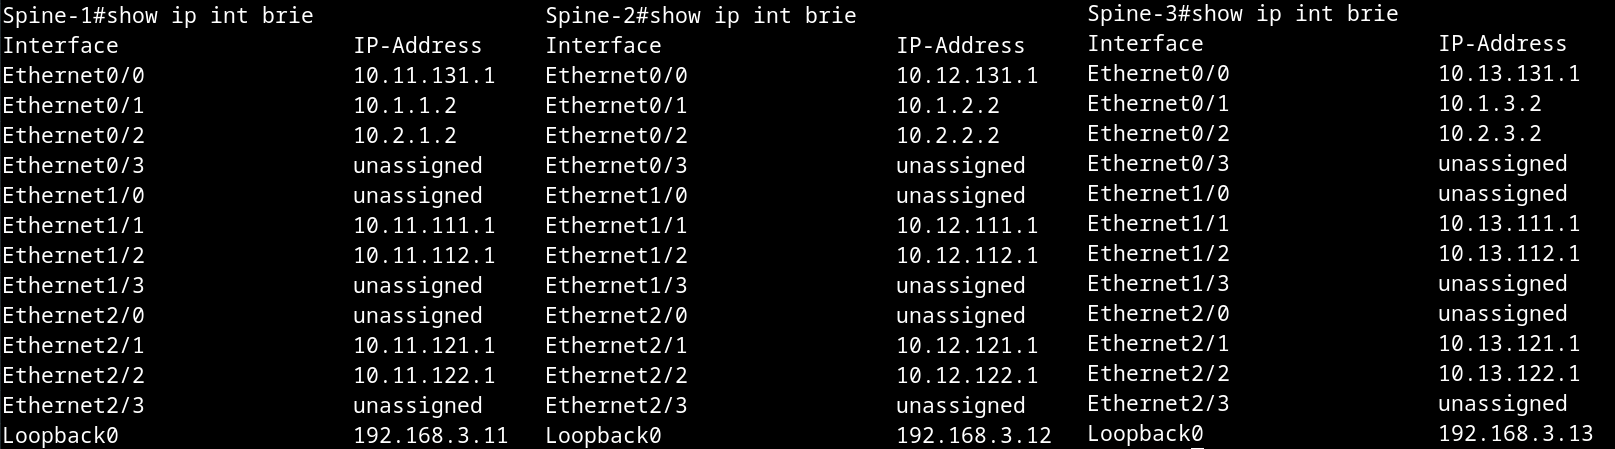 Spine-1#show ip int brie
Interface IP-Address
Ethernet0/0 10.11.131.1
Ethernet0/1 10.1.1.2
Ethernet0/2 10.2.1.2
Ethernet0/3 unassigned
Ethernet1/0 unassigned
Ethernet1/1 10.11.111.1
Ethernet1/2 10.11.112.1
Ethernet1/3 unassigned
Ethernet2/0 unassigned
Ethernet2/1 10.11.121.1
Ethernet2/2 10.11.122.1
Ethernet2/3 unassigned
Loopback0 192.168.3.11
Spine-2#show ip int brie
Interface IP-Address
Ethernet0/0 10.12.131.1
Ethernet0/1 10.1.2.2
Ethernet0/2 10.2.2.2
Ethernet0/3 unassigned
Ethernet1/0 unassigned
Ethernet1/1 10.12.111.1
Ethernet1/2 10.12.112.1
Ethernet1/3 unassigned
Ethernet2/0 unassigned
Ethernet2/1 10.12.121.1
Ethernet2/2 10.12.122.1
Ethernet2/3 unassigned
Loopback0 192.168.3.12
Spine-3#show ip int brie
Interface IP-Address
Ethernet0/0 10.13.131.1
Ethernet0/1 10.1.3.2
Ethernet0/2 10.2.3.2
Ethernet0/3 unassigned
Ethernet1/0 unassigned
Ethernet1/1 10.13.111.1
Ethernet1/2 10.13.112.1
Ethernet1/3 unassigned
Ethernet2/0 unassigned
Ethernet2/1 10.13.121.1
Ethernet2/2 10.13.122.1
Ethernet2/3 unassigned
Loopback0 192.168.3.13